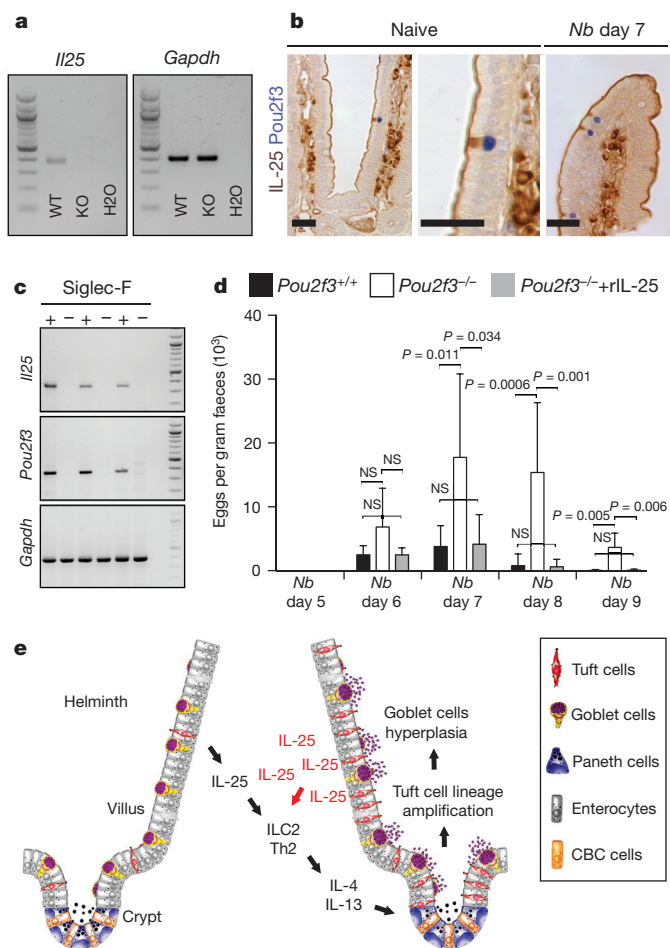 a
Il25
Gapdh
WT
KO
H2O
WT
KO
H2O
b
Naive
Nb day 7
IL-25 Pou2f3
c
Siglec-F
+ – + – + –
Il25
Pou2f3
Gapdh
d
Pou2f3+/+
Pou2f3–/–
Pou2f3–/–+rIL-25
Eggs per gram faeces (10³)
40
30
20
10
0
NS
NS
NS
P = 0.011
P = 0.034
NS
P = 0.0006
P = 0.001
NS
P = 0.005
P = 0.006
NS
Nb
day 5
Nb
day 6
Nb
day 7
Nb
day 8
Nb
day 9
e
Helminth
Villus
Crypt
IL-25
IL-25
IL-25
IL-25
IL-25
ILC2
Th2
IL-4
IL-13
Goblet cells
hyperplasia
Tuft cell lineage
amplification
Tuft cells
Goblet cells
Paneth cells
Enterocytes
CBC cells